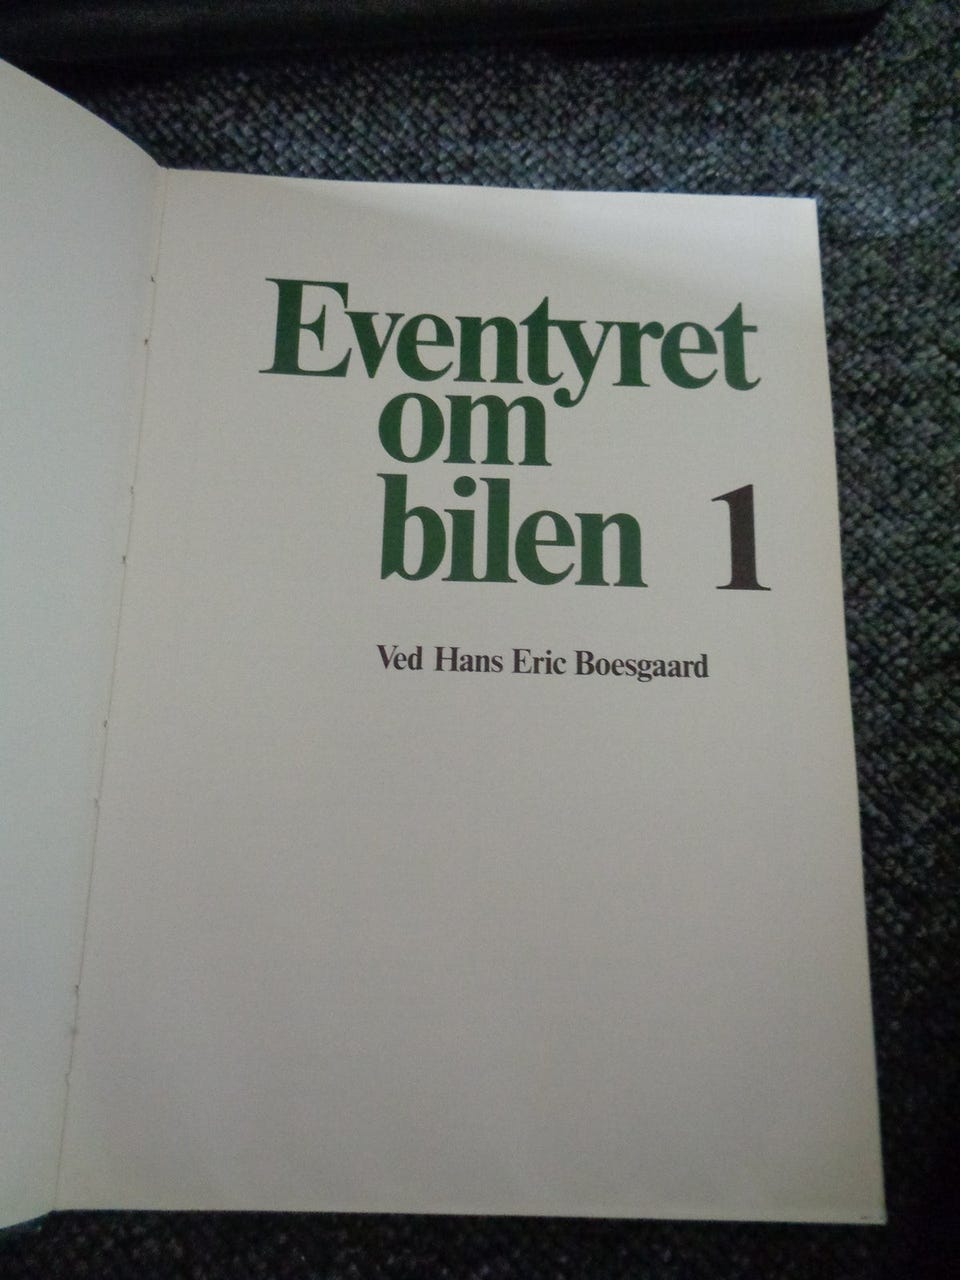 Eventyret
om
bilen 1
Ved Hans Eric Boesgaard